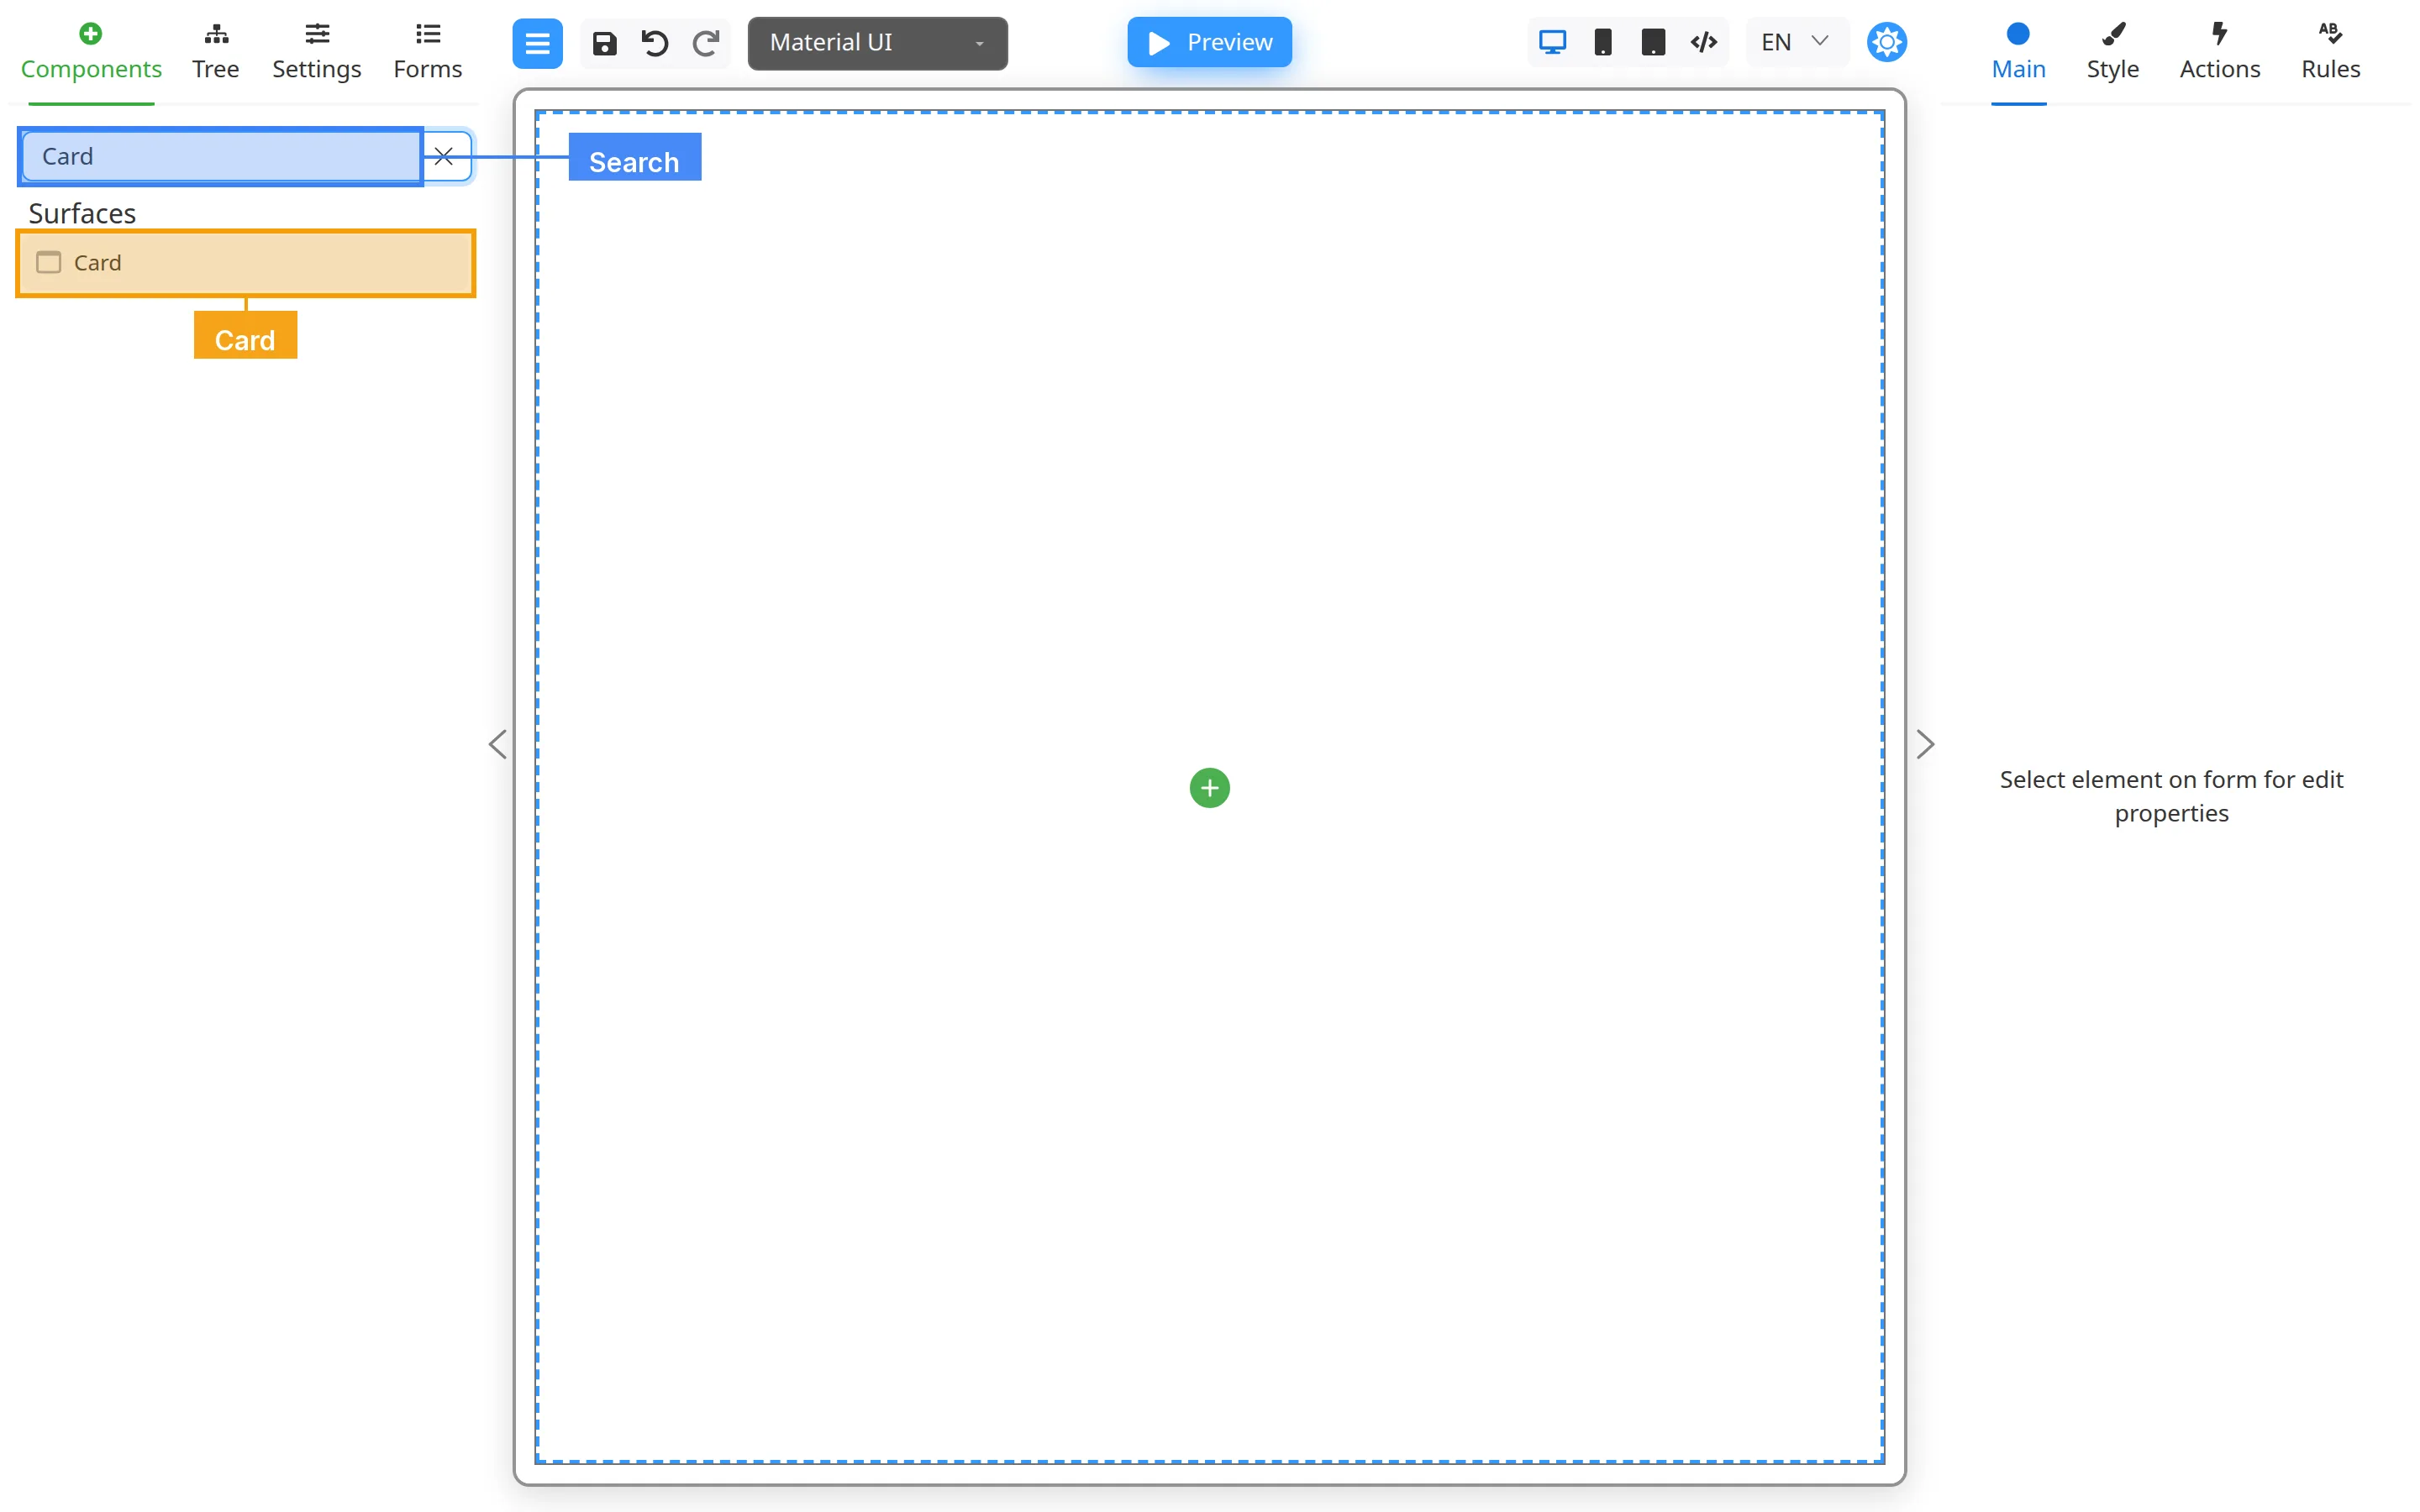 Components
Tree
Settings
Forms
Material UI
Preview
EN
Main
Style
Actions
AB
Rules
Card
Search
Surfaces
Card
Card
Select element on form for edit
properties